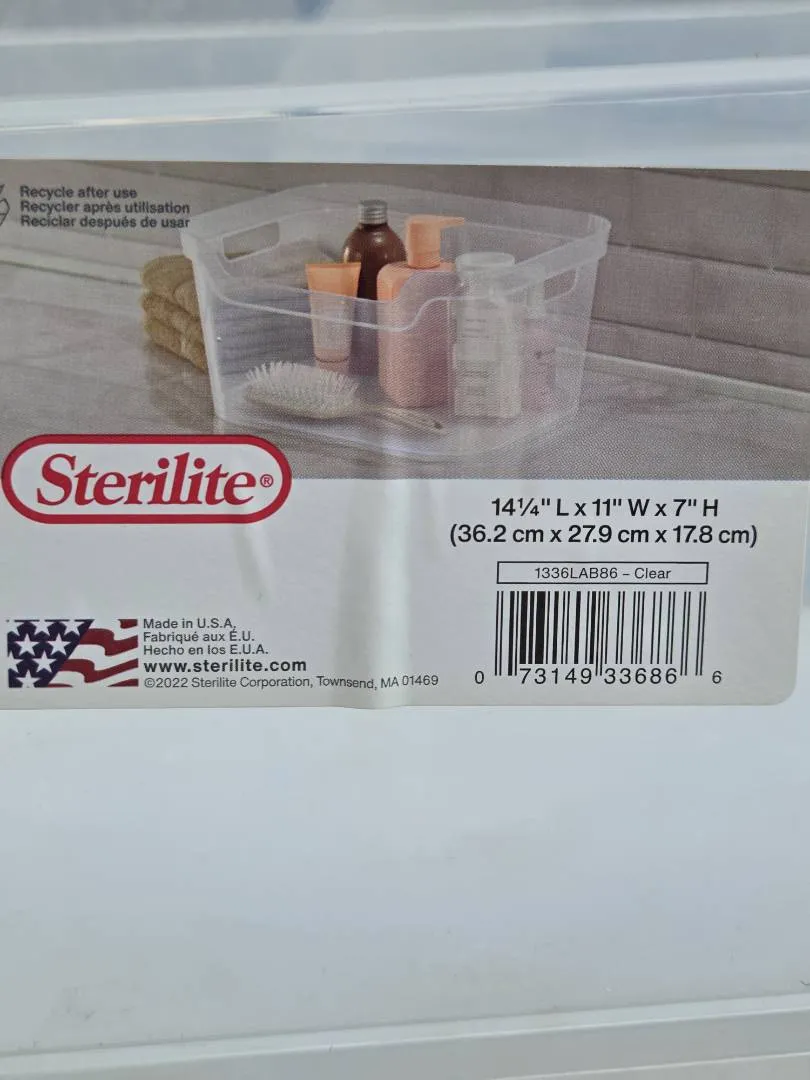 Recycle after use
Recycler après utilisation
Reciclar después de usar
Sterilite®
14¼" L x 11" W x 7" H
(36.2 cm x 27.9 cm x 17.8 cm)
1336LAB86 – Clear
Made in U.S.A.
Fabriqué aux É.U.
Hecho en los E.U.A.
www.sterilite.com
©2022 Sterilite Corporation, Townsend, MA 01469
0 73149 33686 6